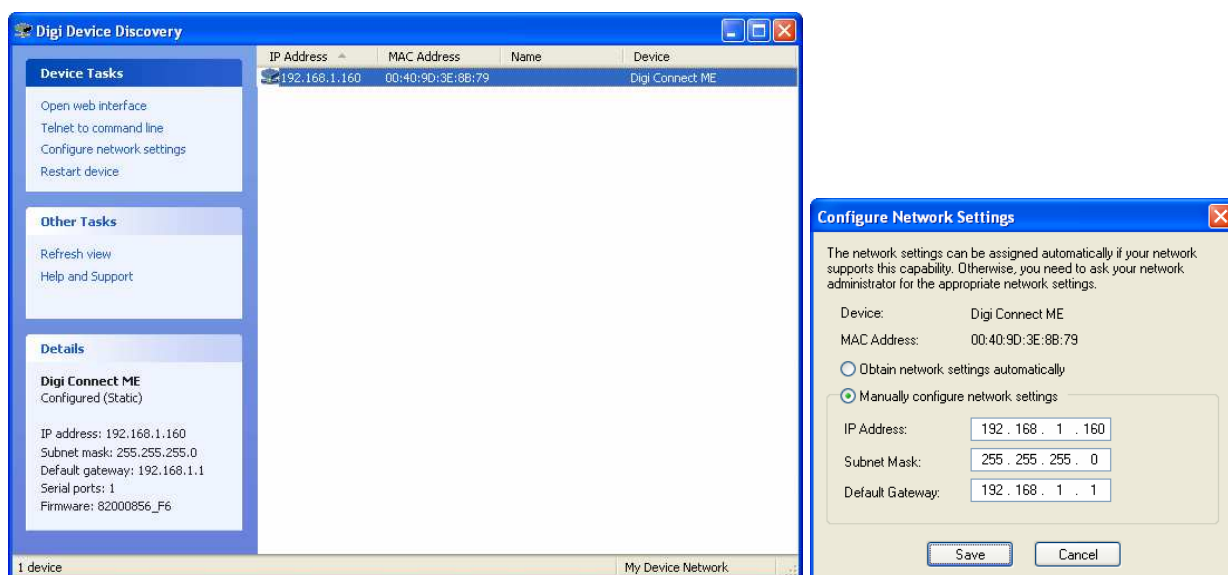 Digi Device Discovery
Device Tasks
Open web interface
Telnet to command line
Configure network settings
Restart device
Other Tasks
Refresh view
Help and Support
Details
Digi Connect ME
Configured (Static)
IP address: 192.168.1.160
Subnet mask: 255.255.255.0
Default gateway: 192.168.1.1
Serial ports: 1
Firmware: 82000856_F6
IP Address MAC Address Name Device
192.168.1.160 00:40:9D:3E:8B:79 Digi Connect ME
1 device My Device Network
Configure Network Settings
The network settings can be assigned automatically if your network
supports this capability. Otherwise, you need to ask your network
administrator for the appropriate network settings.
Device: Digi Connect ME
MAC Address: 00:40:9D:3E:8B:79
Obtain network settings automatically
Manually configure network settings
IP Address: 192 . 168 . 1 . 160
Subnet Mask: 255 . 255 . 255 . 0
Default Gateway: 192 . 168 . 1 . 1
Save Cancel